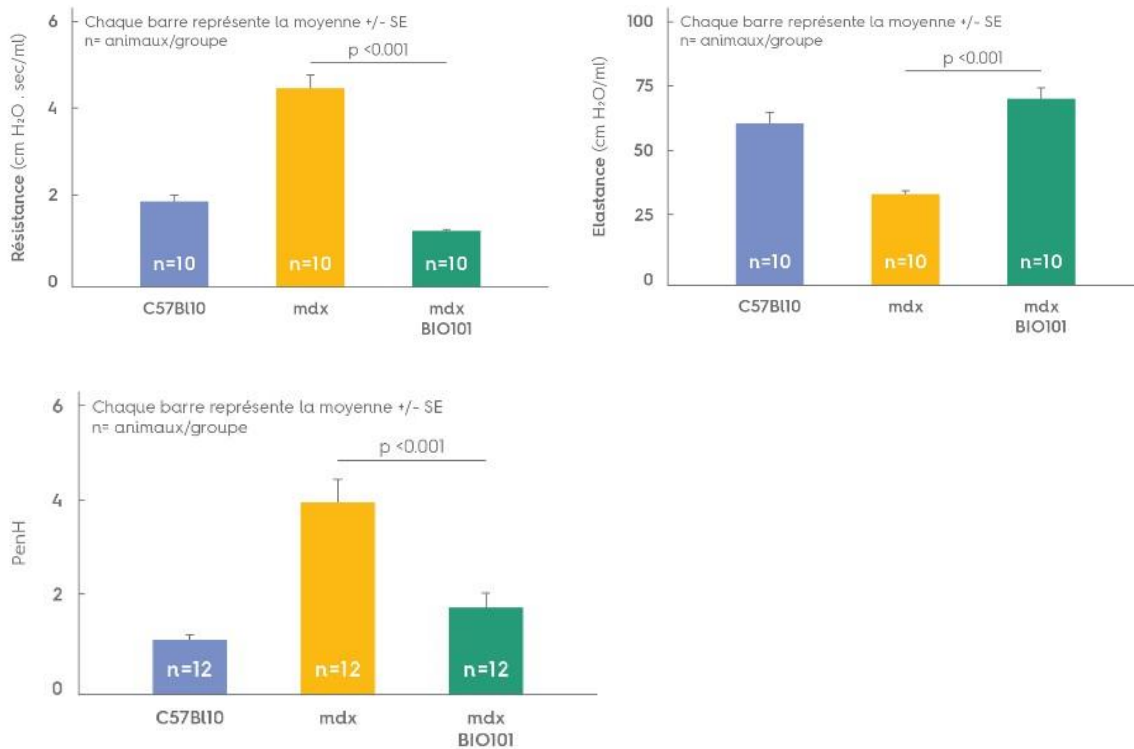 Chaque barre représente la moyenne +/- SE
n= animaux/groupe
p <0.001
Résistance (cm H₂O . sec/ml)
6
4
2
0
n=10
n=10
n=10
C57Bl10
mdx
mdx
BIO101
Chaque barre représente la moyenne +/- SE
n= animaux/groupe
p <0.001
Elastance (cm H₂O/ml)
100
75
50
25
0
n=10
n=10
n=10
C57Bl10
mdx
mdx
BIO101
Chaque barre représente la moyenne +/- SE
n= animaux/groupe
p <0.001
PenH
6
4
2
0
n=12
n=12
n=12
C57Bl10
mdx
mdx
BIO101